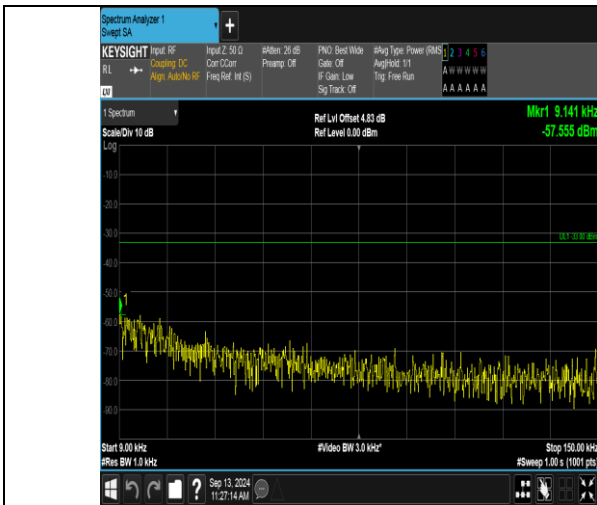 Spectrum Analyzer 1
Swept SA
+
KEYSIGHT Input: RF Input Z: 50 Ω #Atten: 26 dB PNO: Best Wide #Avg Type: Power (RMS 1 2 3 4 5 6
RL Coupling: DC Corr CCorr Preamp: Off Gate: Off Avg|Hold: 1/1 A W W W W W
Align: Auto/No RF Freq Ref: Int (S) IF Gain: Low Trig: Free Run A A A A A A
LXI Sig Track: Off
1 Spectrum Ref Lvl Offset 4.83 dB Mkr1 9.141 kHz
Scale/Div 10 dB Ref Level 0.00 dBm -57.555 dBm
Log
-10.0
-20.0
-30.0
DL1 -33.00 dBm
-40.0
-50.0
1
-60.0
-70.0
-80.0
-90.0
Start 9.00 kHz #Video BW 3.0 kHz* Stop 150.00 kHz
#Res BW 1.0 kHz #Sweep 1.00 s (1001 pts)
? Sep 13, 2024
11:27:14 AM